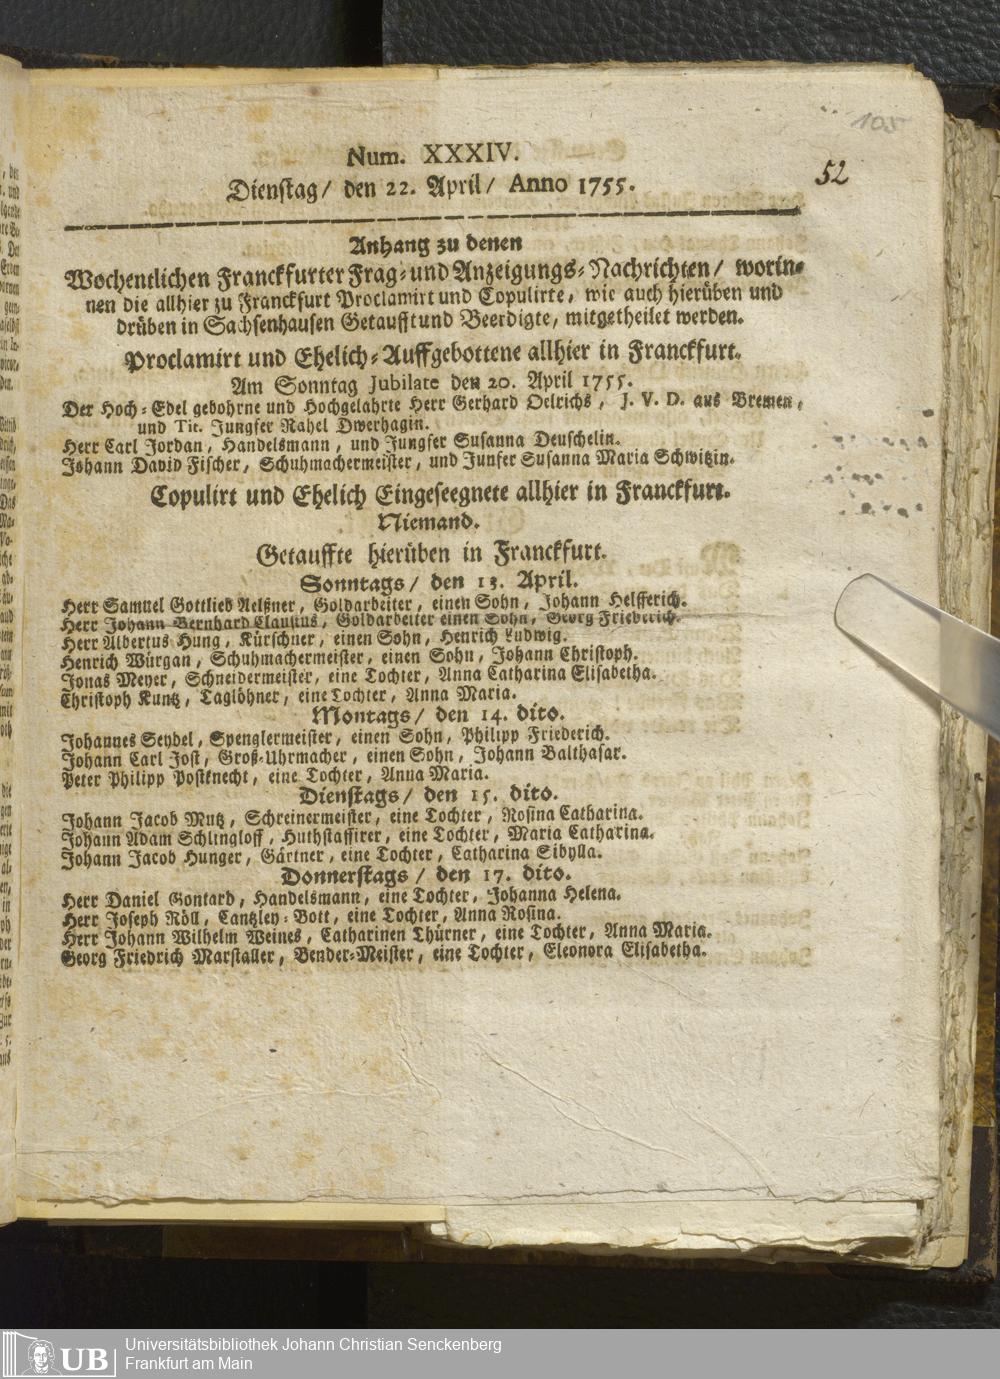 105
52
Num. XXXIV.
Dienstag/ den 22. April/ Anno 1755.
Anhang zu denen
Wochentlichen Franckfurter Frag-und Anzeigungs-Nachrichten/ worin-
nen die allhier zu Franckfurt Proclamirt und Copulirte, wie auch hierüben und
drüben in Sachsenhausen Getaufft und Beerdigte, mitgetheilet werden.
Proclamirt und Ehelich-Auffgebottene allhier in Franckfurt.
Am Sonntag Jubilate den 20. April 1755.
Der Hoch-Edel gebohrne und Hochgelahrte Herr Gerhard Oelrichs, J. V. D. aus Bremen,
und Tit. Jungfer Rahel Dwerhagin.
Herr Carl Jordan, Handelsmann, und Jungfer Susanna Deuschelin.
Johann David Fischer, Schuhmachermeister, und Junfer Susanna Maria Schwitzin.
Copulirt und Ehelich Eingeseegnete allhier in Franckfurt.
Niemand.
Getauffte hierüben in Franckfurt.
Sonntags/ den 13. April.
Herr Samuel Gottlieb Aelßner, Goldarbeiter, einen Sohn, Johann Helfferich.
Herr Johann Bernhard Clausius, Goldarbeiter einen Sohn, Georg Friederich.
Herr Albertus Hung, Kürschner, einen Sohn, Henrich Ludwig.
Henrich Würgan, Schuhmachermeister, einen Sohn, Johann Christoph.
Jonas Meyer, Schneidermeister, eine Tochter, Anna Catharina Elisabetha.
Christoph Kuntz, Taglöhner, eine Tochter, Anna Maria.
Montags/ den 14. dito.
Johannes Seydel, Spenglermeister, einen Sohn, Philipp Friederich.
Johann Carl Jost, Groß-Uhrmacher, einen Sohn, Johann Balthasar.
Peter Philipp Postknecht, eine Tochter, Anna Maria.
Dienstags/ den 15. dito.
Johann Jacob Mutz, Schreinermeister, eine Tochter, Rosina Catharina.
Johann Adam Schlingloff, Huthstaffirer, eine Tochter, Maria Catharina.
Johann Jacob Hunger, Gärtner, eine Tochter, Catharina Sibylla.
Donnerstags/ den 17. dito.
Herr Daniel Gontard, Handelsmann, eine Tochter, Johanna Helena.
Herr Joseph Röll, Cantzley-Bott, eine Tochter, Anna Rosina.
Herr Johann Wilhelm Weines, Catharinen Thürner, eine Tochter, Anna Maria.
Georg Friedrich Marstaller, Bender-Meister, eine Tochter, Eleonora Elisabetha.
UB
Universitätsbibliothek Johann Christian Senckenberg
Frankfurt am Main